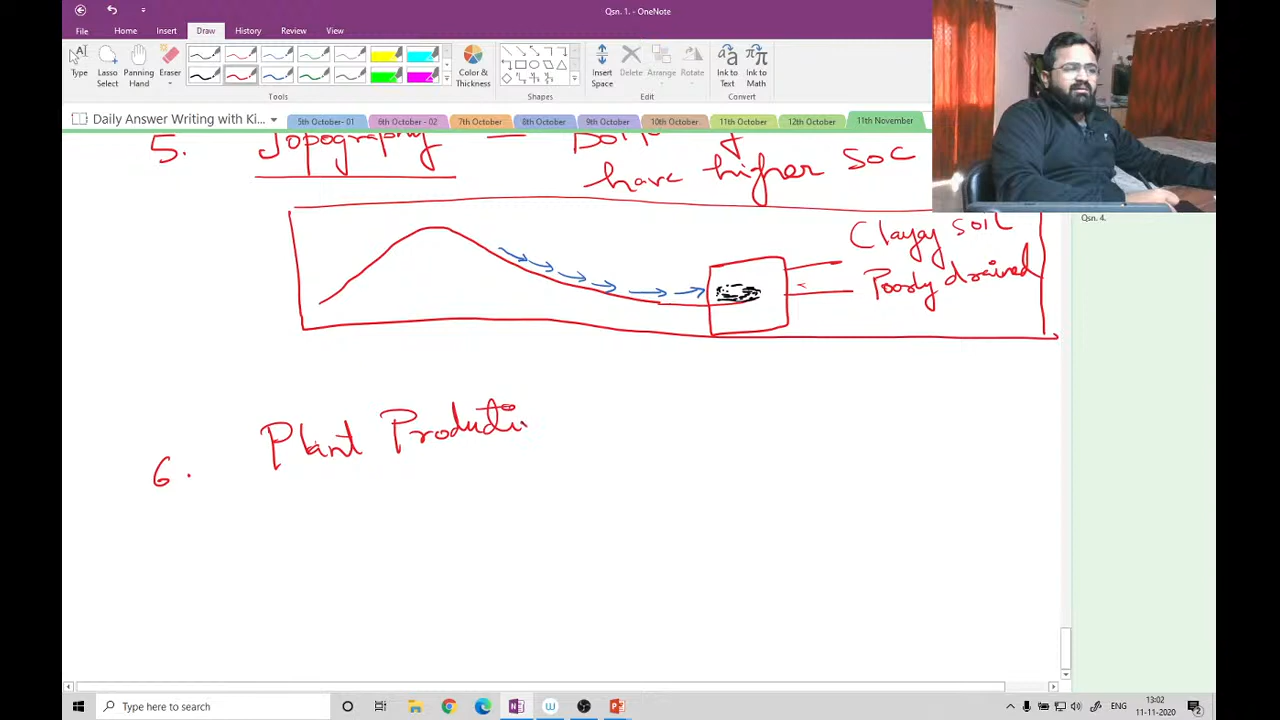 Qsn. 1. - OneNote
File Home Insert Draw History Review View
Type
Lasso Select
Panning Hand
Eraser
Color & Thickness
Insert Space
Delete
Arrange
Rotate
Ink to Text
Ink to Math
Tools
Shapes
Edit
Convert
Daily Answer Writing with Ki...
5th October- 01
6th October - 02
7th October
8th October
9th October
10th October
11th October
12th October
11th November
Qsn. 4.
5. Topography —
have higher SOC
Clayay soil
Poorly drained
6. Plant Producti
Type here to search
ENG
13:02
11-11-2020
2